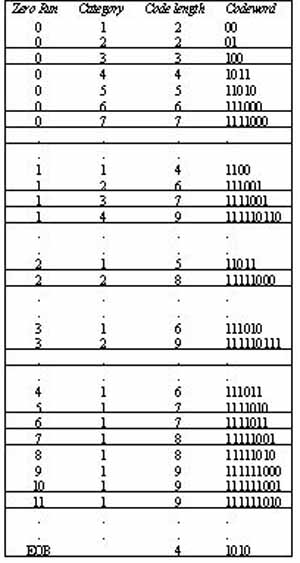 Zero Run Category Code length Codeword
0 1 2 00
0 2 2 01
0 3 3 100
0 4 4 1011
0 5 5 11010
0 6 6 111000
0 7 7 1111000
. . . .
.
1 1 4 1100
1 2 6 111001
1 3 7 1111001
1 4 9 111110110
. . . .
. . . .
2 1 5 11011
2 2 8 11111000
. . . .
. . . .
3 1 6 111010
3 2 9 111110111
. . . .
. . . .
4 1 6 111011
5 1 7 1111010
6 1 7 1111011
7 1 8 11111001
8 1 8 11111010
9 1 9 111111000
10 1 9 111111001
11 1 9 111111010
. . . .
. . . .
EOB 4 1010